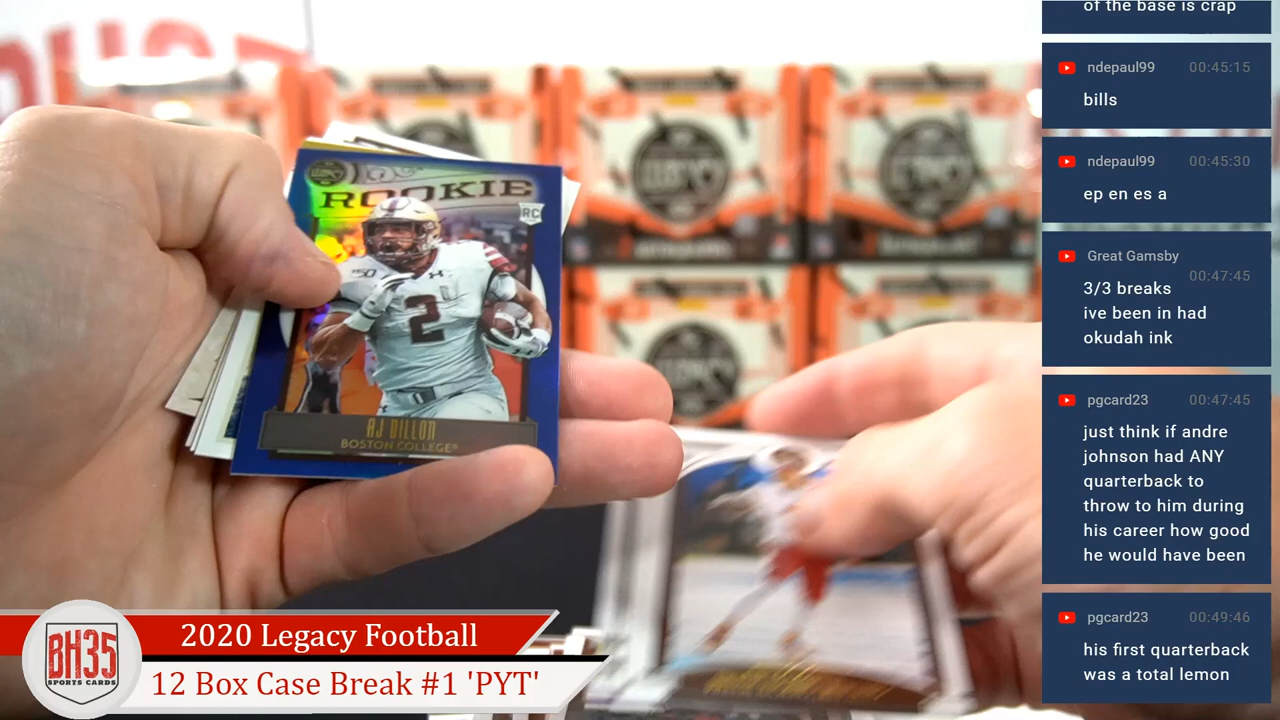 of the base is crap
ndepaul99 00:45:15
bills
ndepaul99 00:45:30
ep en es a
Great Gamsby
00:47:45
3/3 breaks
ive been in had
okudah ink
pgcard23 00:47:45
just think if andre
johnson had ANY
quarterback to
throw to him during
his career how good
he would have been
pgcard23 00:49:46
his first quarterback
was a total lemon
ROOKIE
RC
150
2
AJ DILLON
BOSTON COLLEGE®
LEGACY
BH35
SPORTS CARDS
2020 Legacy Football
12 Box Case Break #1 'PYT'